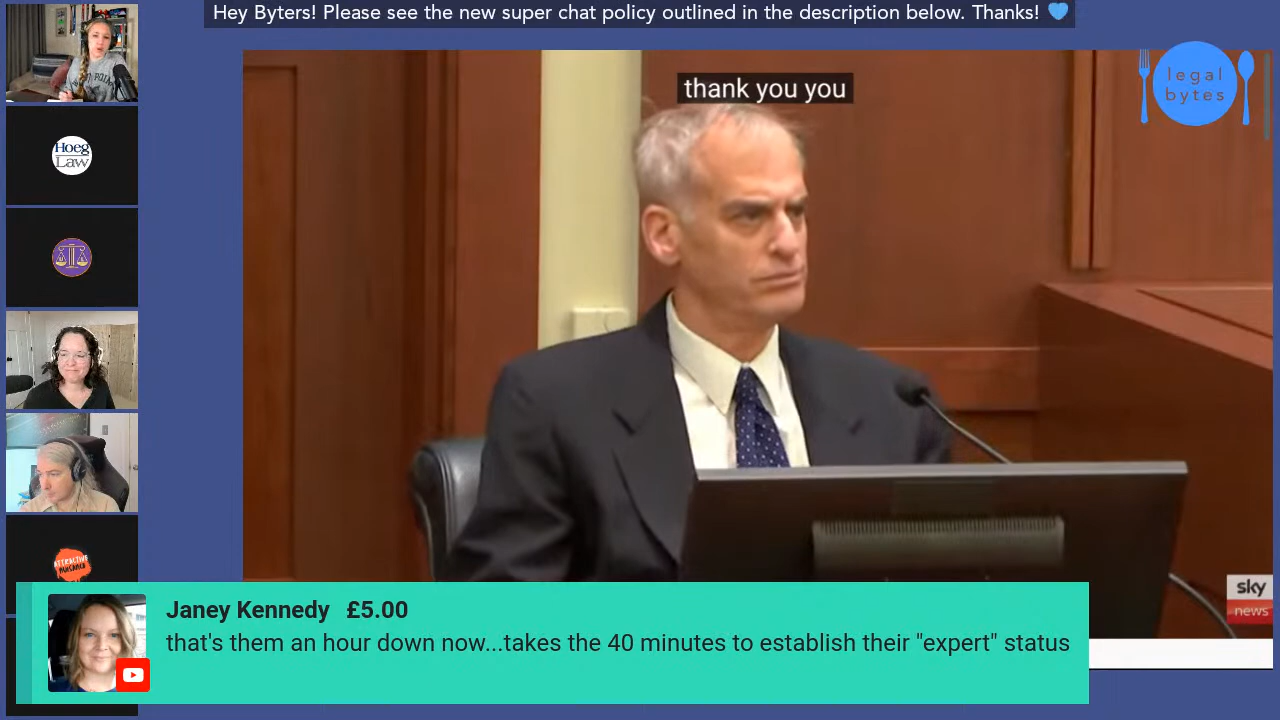 Hey Byters! Please see the new super chat policy outlined in the description below. Thanks! 💙
legal
bytes
thank you you
Hoeg
Law
ATTRACTIVE
NUISANCE
sky
news
Janey Kennedy £5.00
that's them an hour down now...takes the 40 minutes to establish their "expert" status